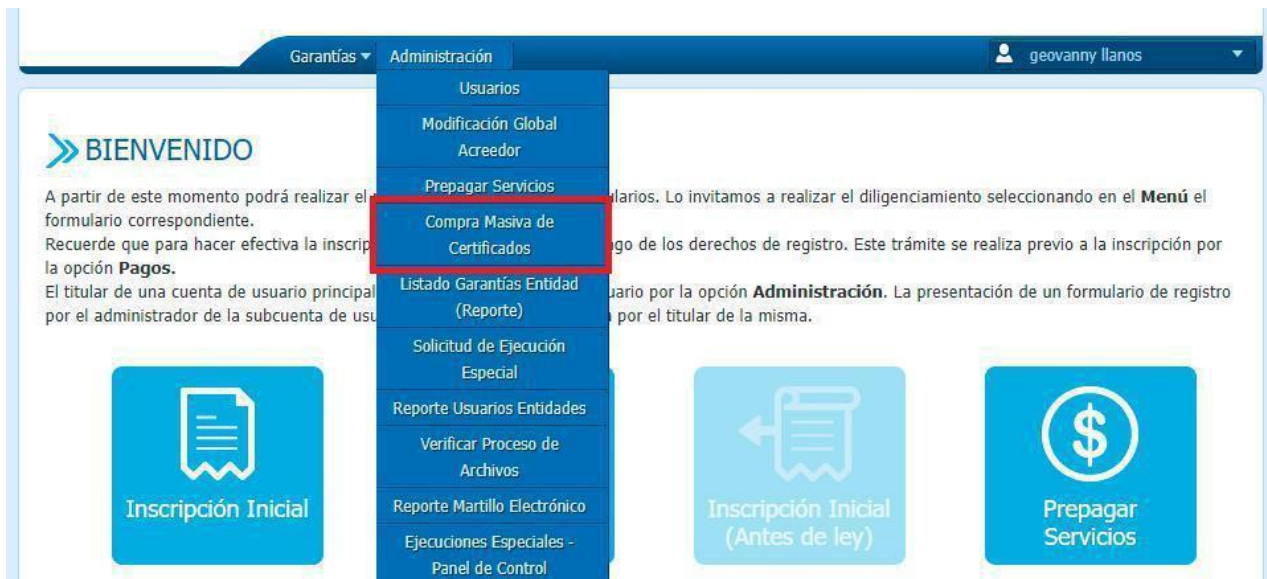 Garantías
Administración
geovanny llanos
Usuarios
Modificación Global
Acreedor
Prepagar Servicios
Compra Masiva de
Certificados
Listado Garantías Entidad
(Reporte)
Solicitud de Ejecución
Especial
Reporte Usuarios Entidades
Verificar Proceso de
Archivos
Reporte Martillo Electrónico
Ejecuciones Especiales -
Panel de Control
BIENVENIDO
A partir de este momento podrá realizar el larios. Lo invitamos a realizar el diligenciamiento seleccionando en el Menú el
formulario correspondiente.
Recuerde que para hacer efectiva la inscrip go de los derechos de registro. Este trámite se realiza previo a la inscripción por
la opción Pagos.
El titular de una cuenta de usuario principal uario por la opción Administración. La presentación de un formulario de registro
por el administrador de la subcuenta de usu por el titular de la misma.
Inscripción Inicial
Inscripción Inicial
(Antes de ley)
Prepagar
Servicios